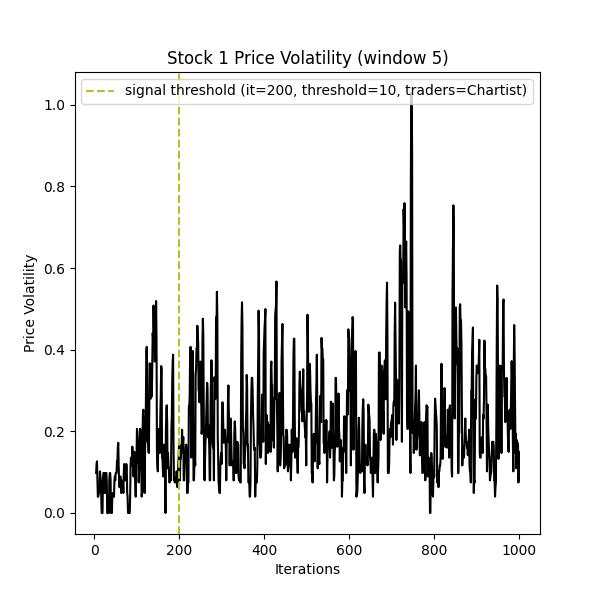 Stock 1 Price Volatility (window 5)
signal threshold (it=200, threshold=10, traders=Chartist)
1.0
0.8
0.6
0.4
0.2
0.0
Price Volatility
0 200 400 600 800 1000
Iterations